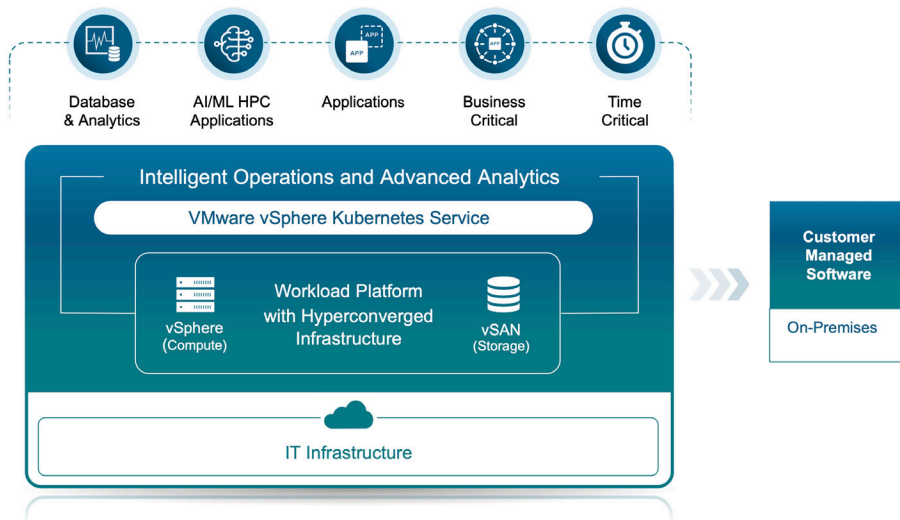 APP
APP
APP
Database
& Analytics
AI/ML HPC
Applications
Applications
Business
Critical
Time
Critical
Intelligent Operations and Advanced Analytics
VMware vSphere Kubernetes Service
Workload Platform
with Hyperconverged
Infrastructure
vSphere
(Compute)
vSAN
(Storage)
IT Infrastructure
Customer
Managed
Software
On-Premises